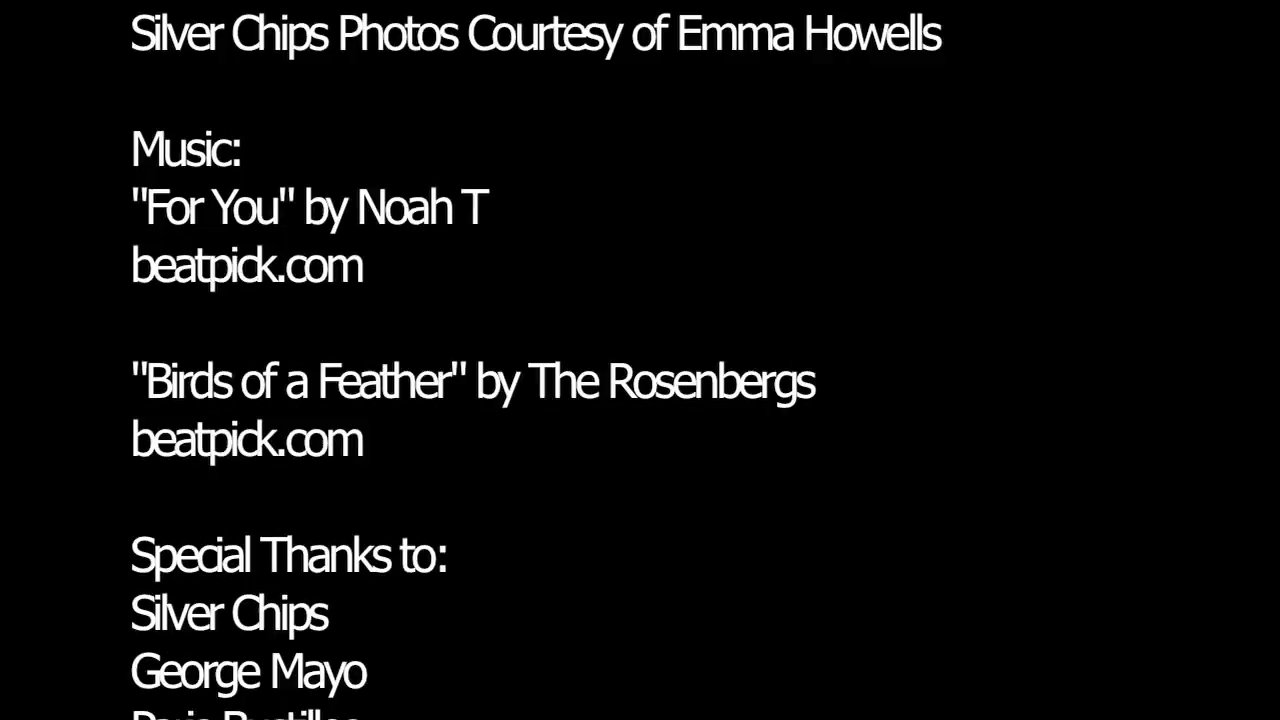 Silver Chips Photos Courtesy of Emma Howells
Music:
"For You" by Noah T
beatpick.com
"Birds of a Feather" by The Rosenbergs
beatpick.com
Special Thanks to:
Silver Chips
George Mayo